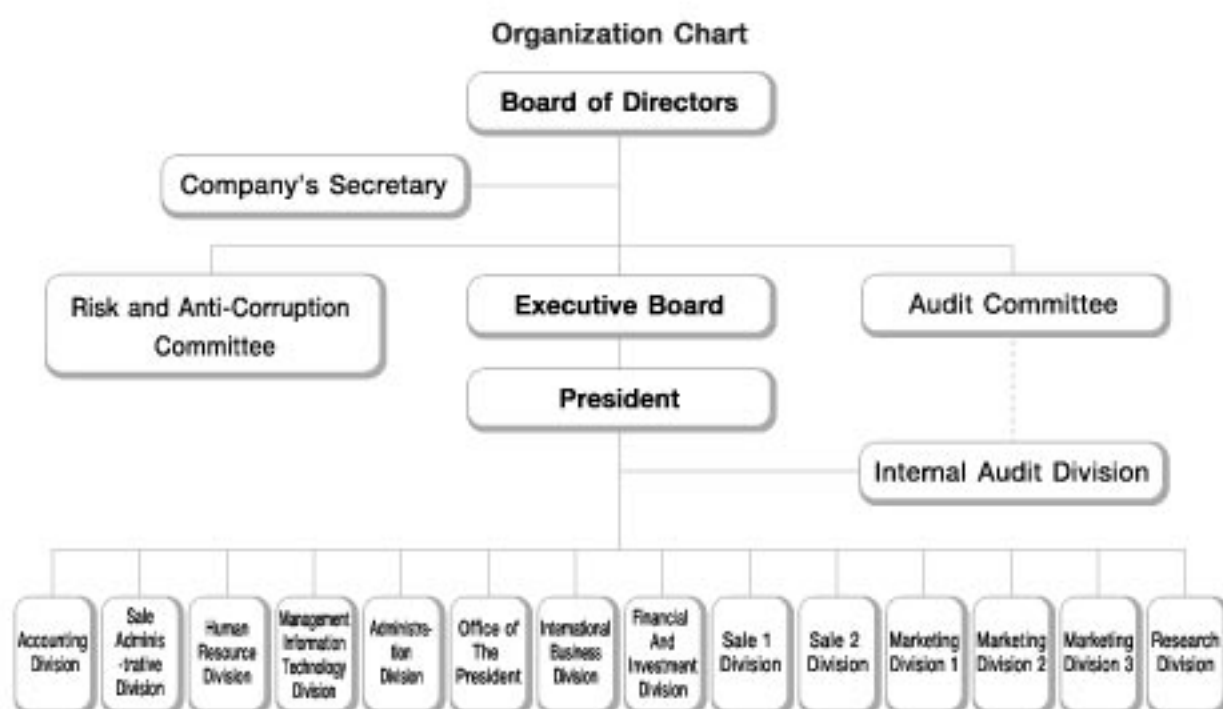 Organization Chart
Board of Directors
Company's Secretary
Risk and Anti-Corruption
Committee
Executive Board
Audit Committee
President
Internal Audit Division
Accounting
Division
Sale
Adminis
-trative
Division
Human
Resource
Division
Management
Information
Technology
Division
Administra-
tion
Division
Office of
The
President
International
Business
Division
Financial
And
Investment
Division
Sale 1
Division
Sale 2
Division
Marketing
Division 1
Marketing
Division 2
Marketing
Division 3
Research
Division